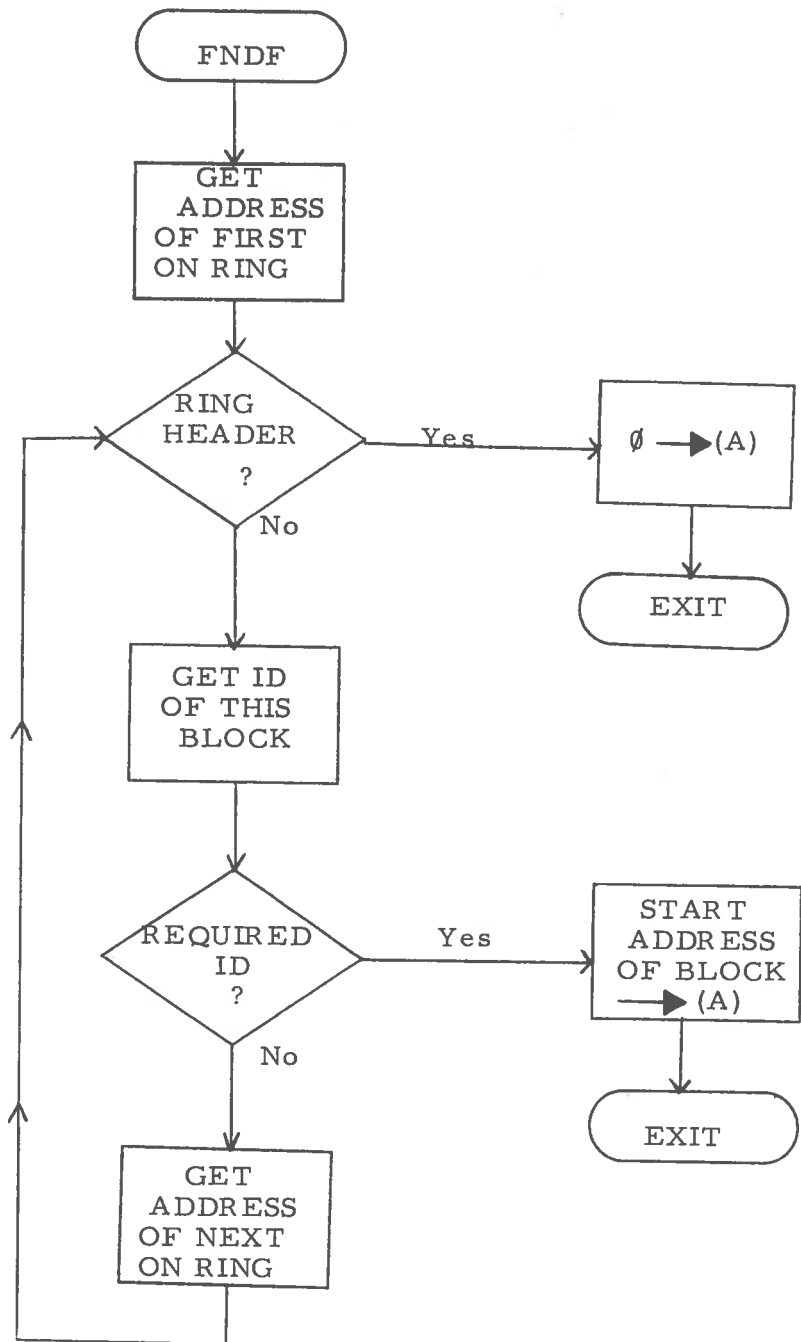 FNDF
GET
ADDRESS
OF FIRST
ON RING
RING
HEADER
?
Yes
No
Ø → (A)
EXIT
GET ID
OF THIS
BLOCK
REQUIRED
ID
?
Yes
No
START
ADDRESS
OF BLOCK
→ (A)
EXIT
GET
ADDRESS
OF NEXT
ON RING